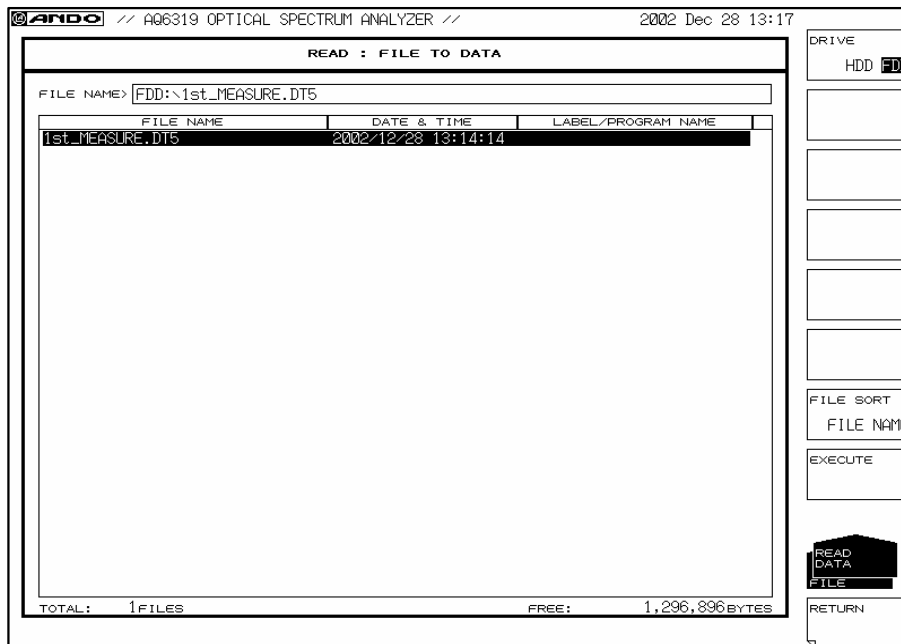 ANDO // AQ6319 OPTICAL SPECTRUM ANALYZER // 2002 Dec 28 13:17
READ : FILE TO DATA
FILE NAME> FDD:\1st_MEASURE.DT5
FILE NAME DATE & TIME LABEL/PROGRAM NAME
1st_MEASURE.DT5 2002/12/28 13:14:14
TOTAL: 1FILES FREE: 1,296,896BYTES
DRIVE
HDD FD
FILE SORT
FILE NAM
EXECUTE
READ
DATA
FILE
RETURN